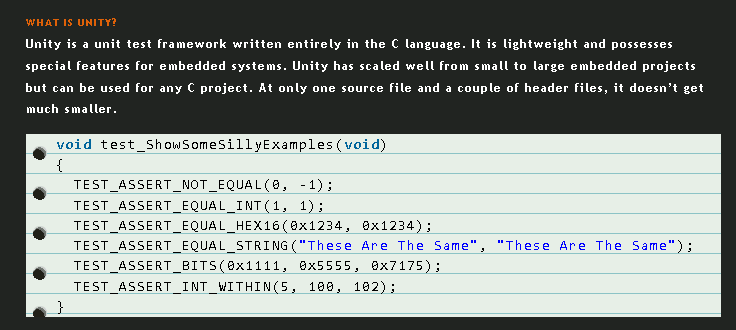 WHAT IS UNITY?
Unity is a unit test framework written entirely in the C language. It is lightweight and possesses
special features for embedded systems. Unity has scaled well from small to large embedded projects
but can be used for any C project. At only one source file and a couple of header files, it doesn't get
much smaller.
void test_ShowSomeSillyExamples(void)
{
  TEST_ASSERT_NOT_EQUAL(0, -1);
  TEST_ASSERT_EQUAL_INT(1, 1);
  TEST_ASSERT_EQUAL_HEX16(0x1234, 0x1234);
  TEST_ASSERT_EQUAL_STRING("These Are The Same", "These Are The Same");
  TEST_ASSERT_BITS(0x1111, 0x5555, 0x7175);
  TEST_ASSERT_INT_WITHIN(5, 100, 102);
}